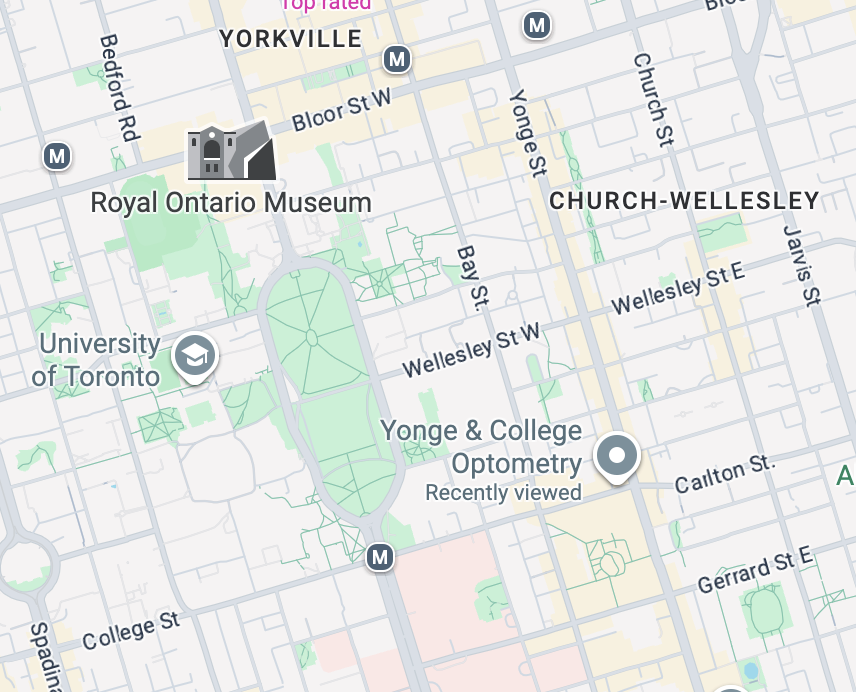 Top rated
YORKVILLE
M
M
Bedford Rd
Bloor St W
Church St
Yonge St
M
Royal Ontario Museum
CHURCH-WELLESLEY
Bay St.
Jarvis St
Wellesley St E
University
of Toronto
Wellesley St W
Yonge & College
Optometry
Recently viewed
Carlton St.
A
M
Gerrard St E
College St
Spadina